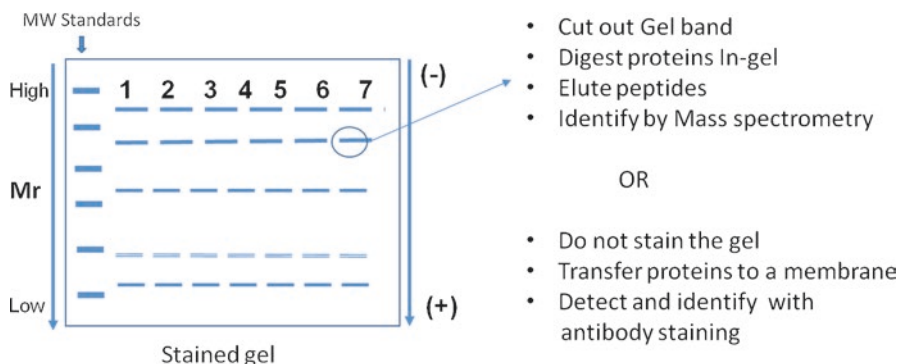 MW Standards
High
1 2 3 4 5 6 7
Mr
Low
(-)
(+)
Stained gel
• Cut out Gel band
• Digest proteins In-gel
• Elute peptides
• Identify by Mass spectrometry
OR
• Do not stain the gel
• Transfer proteins to a membrane
• Detect and identify with
antibody staining